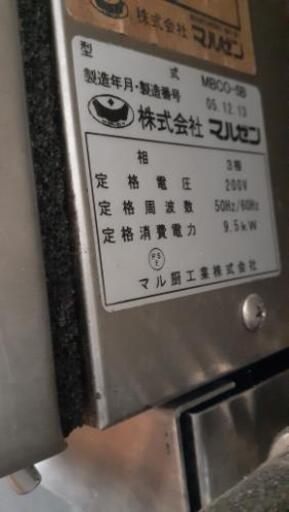 株式会社 マルゼン
型 式 MBCO-5B
製造年月・製造番号 05.12.13
株式会社 マルゼン
相 3相
定格電圧 200V
定格周波数 50Hz/60Hz
定格消費電力 9.5kW
PS
E
マル厨工業株式会社